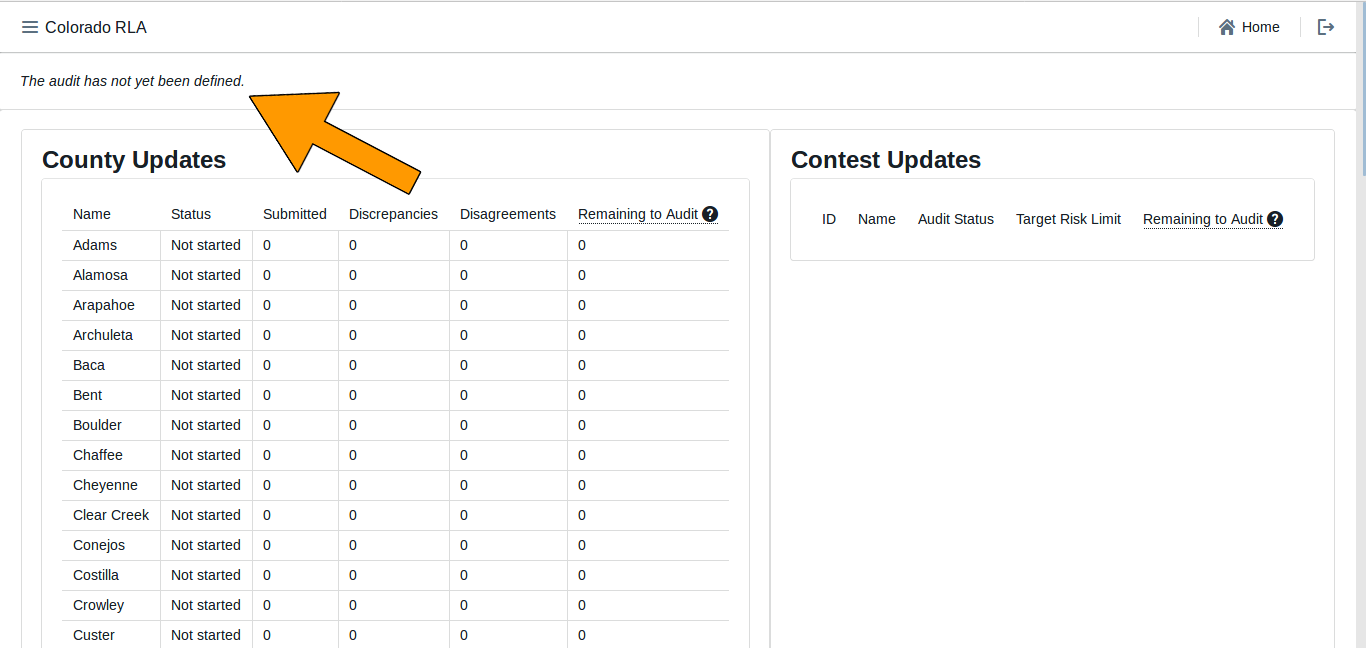 Colorado RLA Home
The audit has not yet been defined.
County Updates
Name Status Submitted Discrepancies Disagreements Remaining to Audit ?
Adams Not started 0 0 0 0
Alamosa Not started 0 0 0 0
Arapahoe Not started 0 0 0 0
Archuleta Not started 0 0 0 0
Baca Not started 0 0 0 0
Bent Not started 0 0 0 0
Boulder Not started 0 0 0 0
Chaffee Not started 0 0 0 0
Cheyenne Not started 0 0 0 0
Clear Creek Not started 0 0 0 0
Conejos Not started 0 0 0 0
Costilla Not started 0 0 0 0
Crowley Not started 0 0 0 0
Custer Not started 0 0 0 0
Contest Updates
ID Name Audit Status Target Risk Limit Remaining to Audit ?